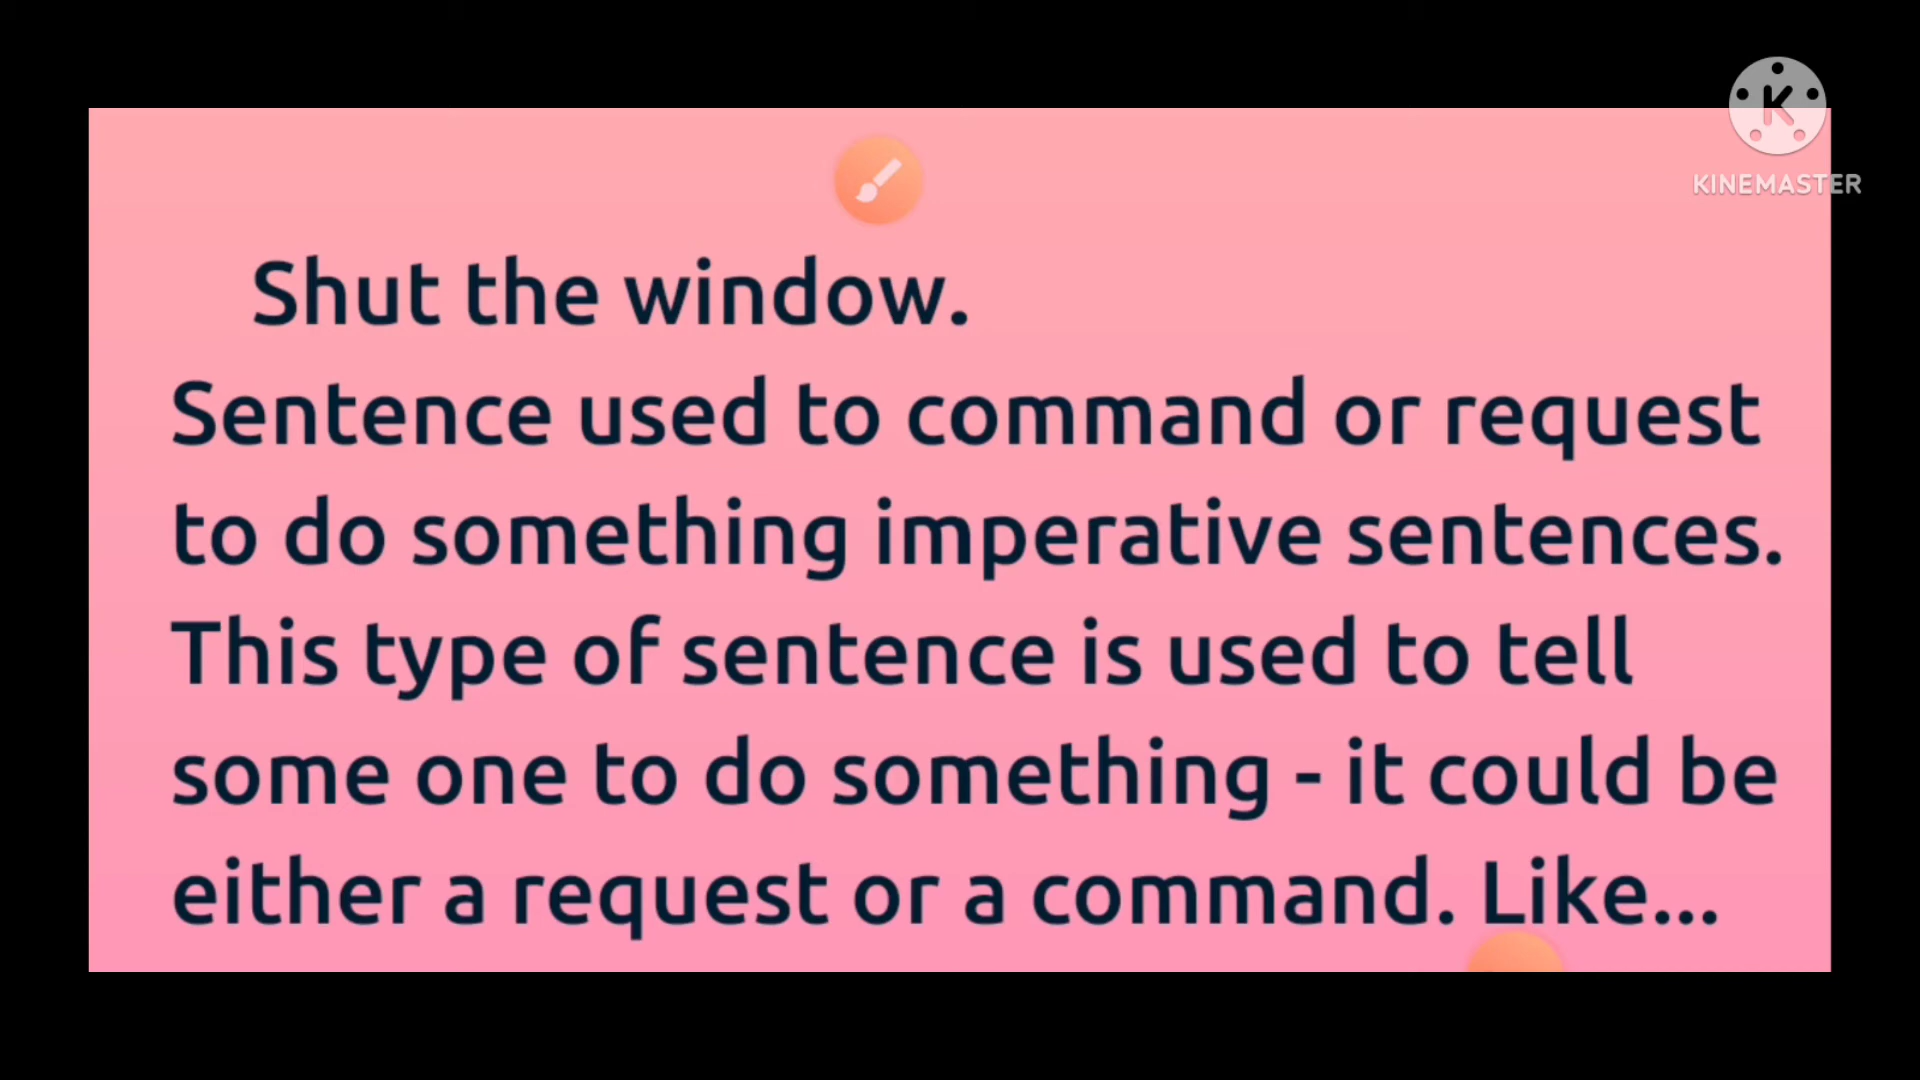 K
KINEMASTER
Shut the window.
Sentence used to command or request
to do something imperative sentences.
This type of sentence is used to tell
some one to do something - it could be
either a request or a command. Like...